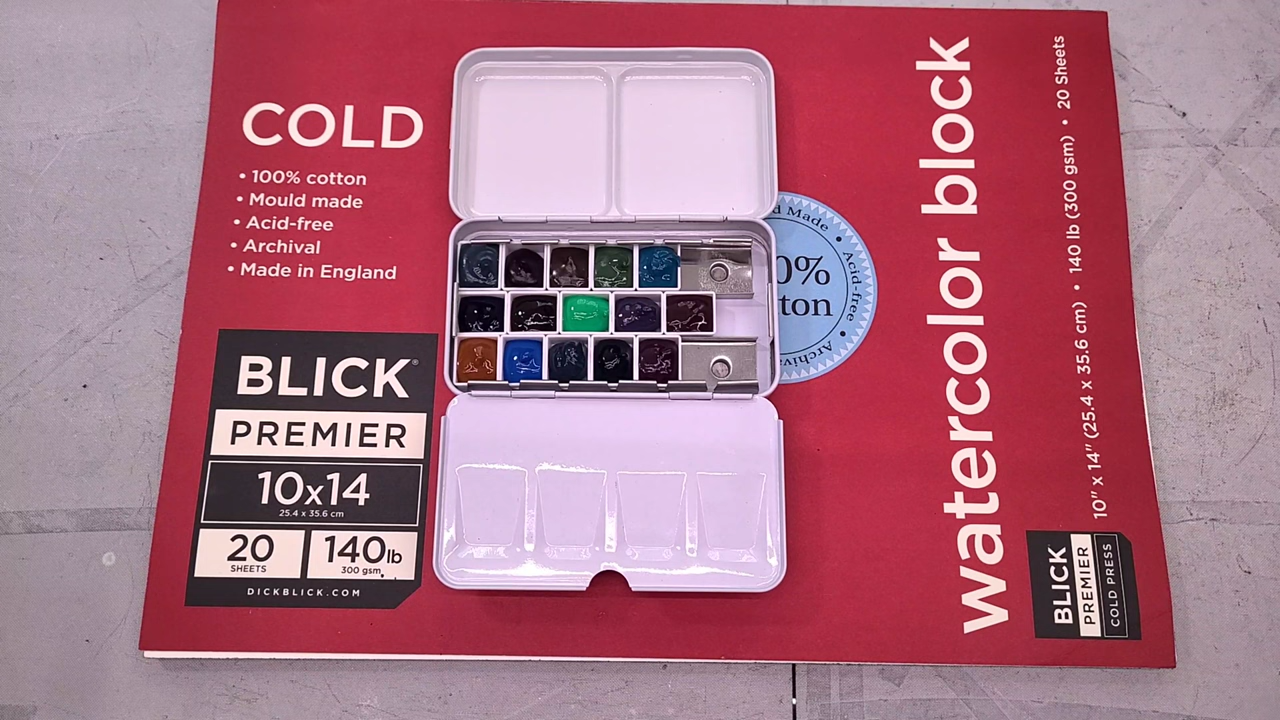 COLD
• 100% cotton
• Mould made
• Acid-free
• Archival
• Made in England
BLICK®
PREMIER
10x14
25.4 x 35.6 cm
20
SHEETS
140lb
300 gsm
DICKBLICK.COM
Made
Acid-free
0%
ton
watercolor block
10" x 14" (25.4 x 35.6 cm) • 140 lb (300 gsm) • 20 Sheets
BLICK
PREMIER
COLD PRESS